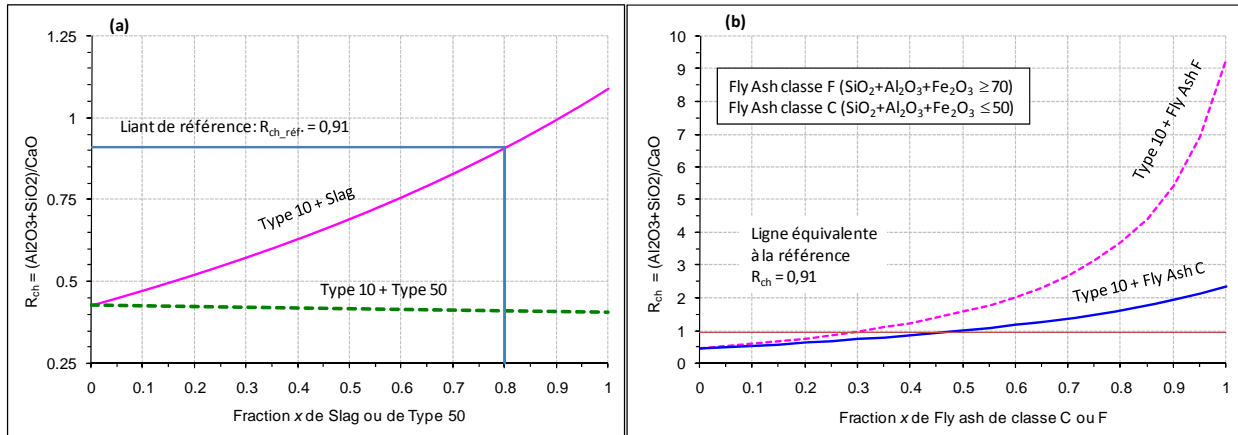 (a)
R_ch = (Al2O3+SiO2)/CaO
1.25
1
0.75
0.5
0.25
Liant de référence: R_ch_réf. = 0,91
Type 10 + Slag
Type 10 + Type 50
0 0.1 0.2 0.3 0.4 0.5 0.6 0.7 0.8 0.9 1
Fraction x de Slag ou de Type 50
(b)
R_ch = (Al2O3+SiO2)/CaO
10
9
8
7
6
5
4
3
2
1
0
Fly Ash classe F (SiO₂+Al₂O₃+Fe₂O₃ ≥70)
Fly Ash classe C (SiO₂+Al₂O₃+Fe₂O₃ ≤50)
Type 10 + Fly Ash F
Ligne équivalente
à la référence
R_ch = 0,91
Type 10 + Fly Ash C
0 0.1 0.2 0.3 0.4 0.5 0.6 0.7 0.8 0.9 1
Fraction x de Fly ash de classe C ou F